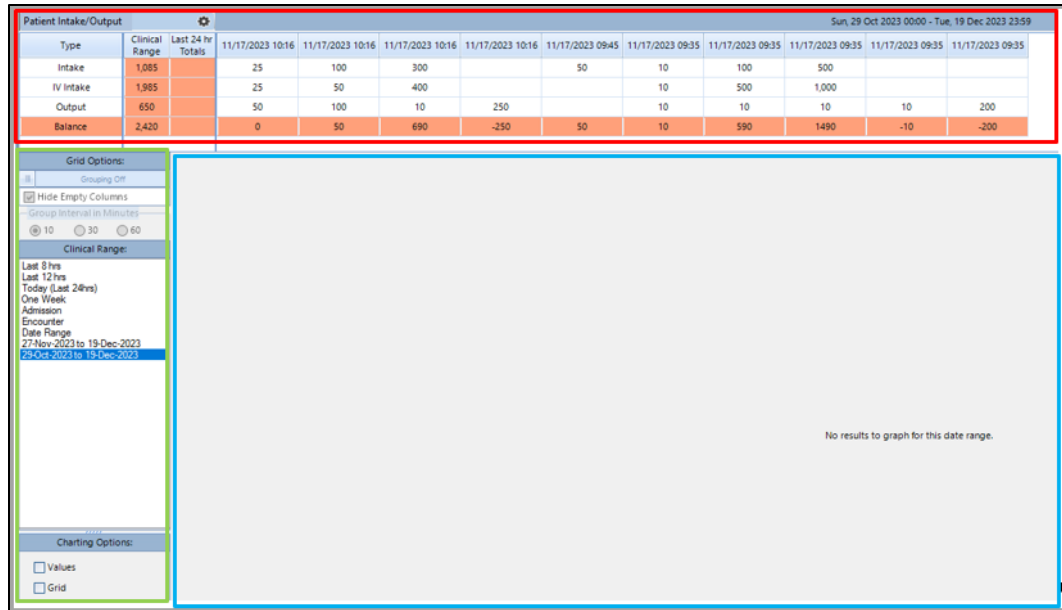 Patient Intake/Output Sun, 29 Oct 2023 00:00 - Tue, 19 Dec 2023 23:59
Type Clinical Range Last 24 hr Totals 11/17/2023 10:16 11/17/2023 10:16 11/17/2023 10:16 11/17/2023 10:16 11/17/2023 09:45 11/17/2023 09:35 11/17/2023 09:35 11/17/2023 09:35 11/17/2023 09:35 11/17/2023 09:35
Intake 1,085 25 100 300 50 10 100 500
IV Intake 1,985 25 50 400 10 500 1,000
Output 650 50 100 10 250 10 10 10 10 200
Balance 2,420 0 50 690 -250 50 10 590 1490 -10 -200
Grid Options:
Grouping Off
Hide Empty Columns
Group Interval in Minutes
10 30 60
Clinical Range:
Last 8 hrs
Last 12 hrs
Today (Last 24hrs)
One Week
Admission
Encounter
Date Range
27-Nov-2023 to 19-Dec-2023
29-Oct-2023 to 19-Dec-2023
No results to graph for this date range.
Charting Options:
Values
Grid